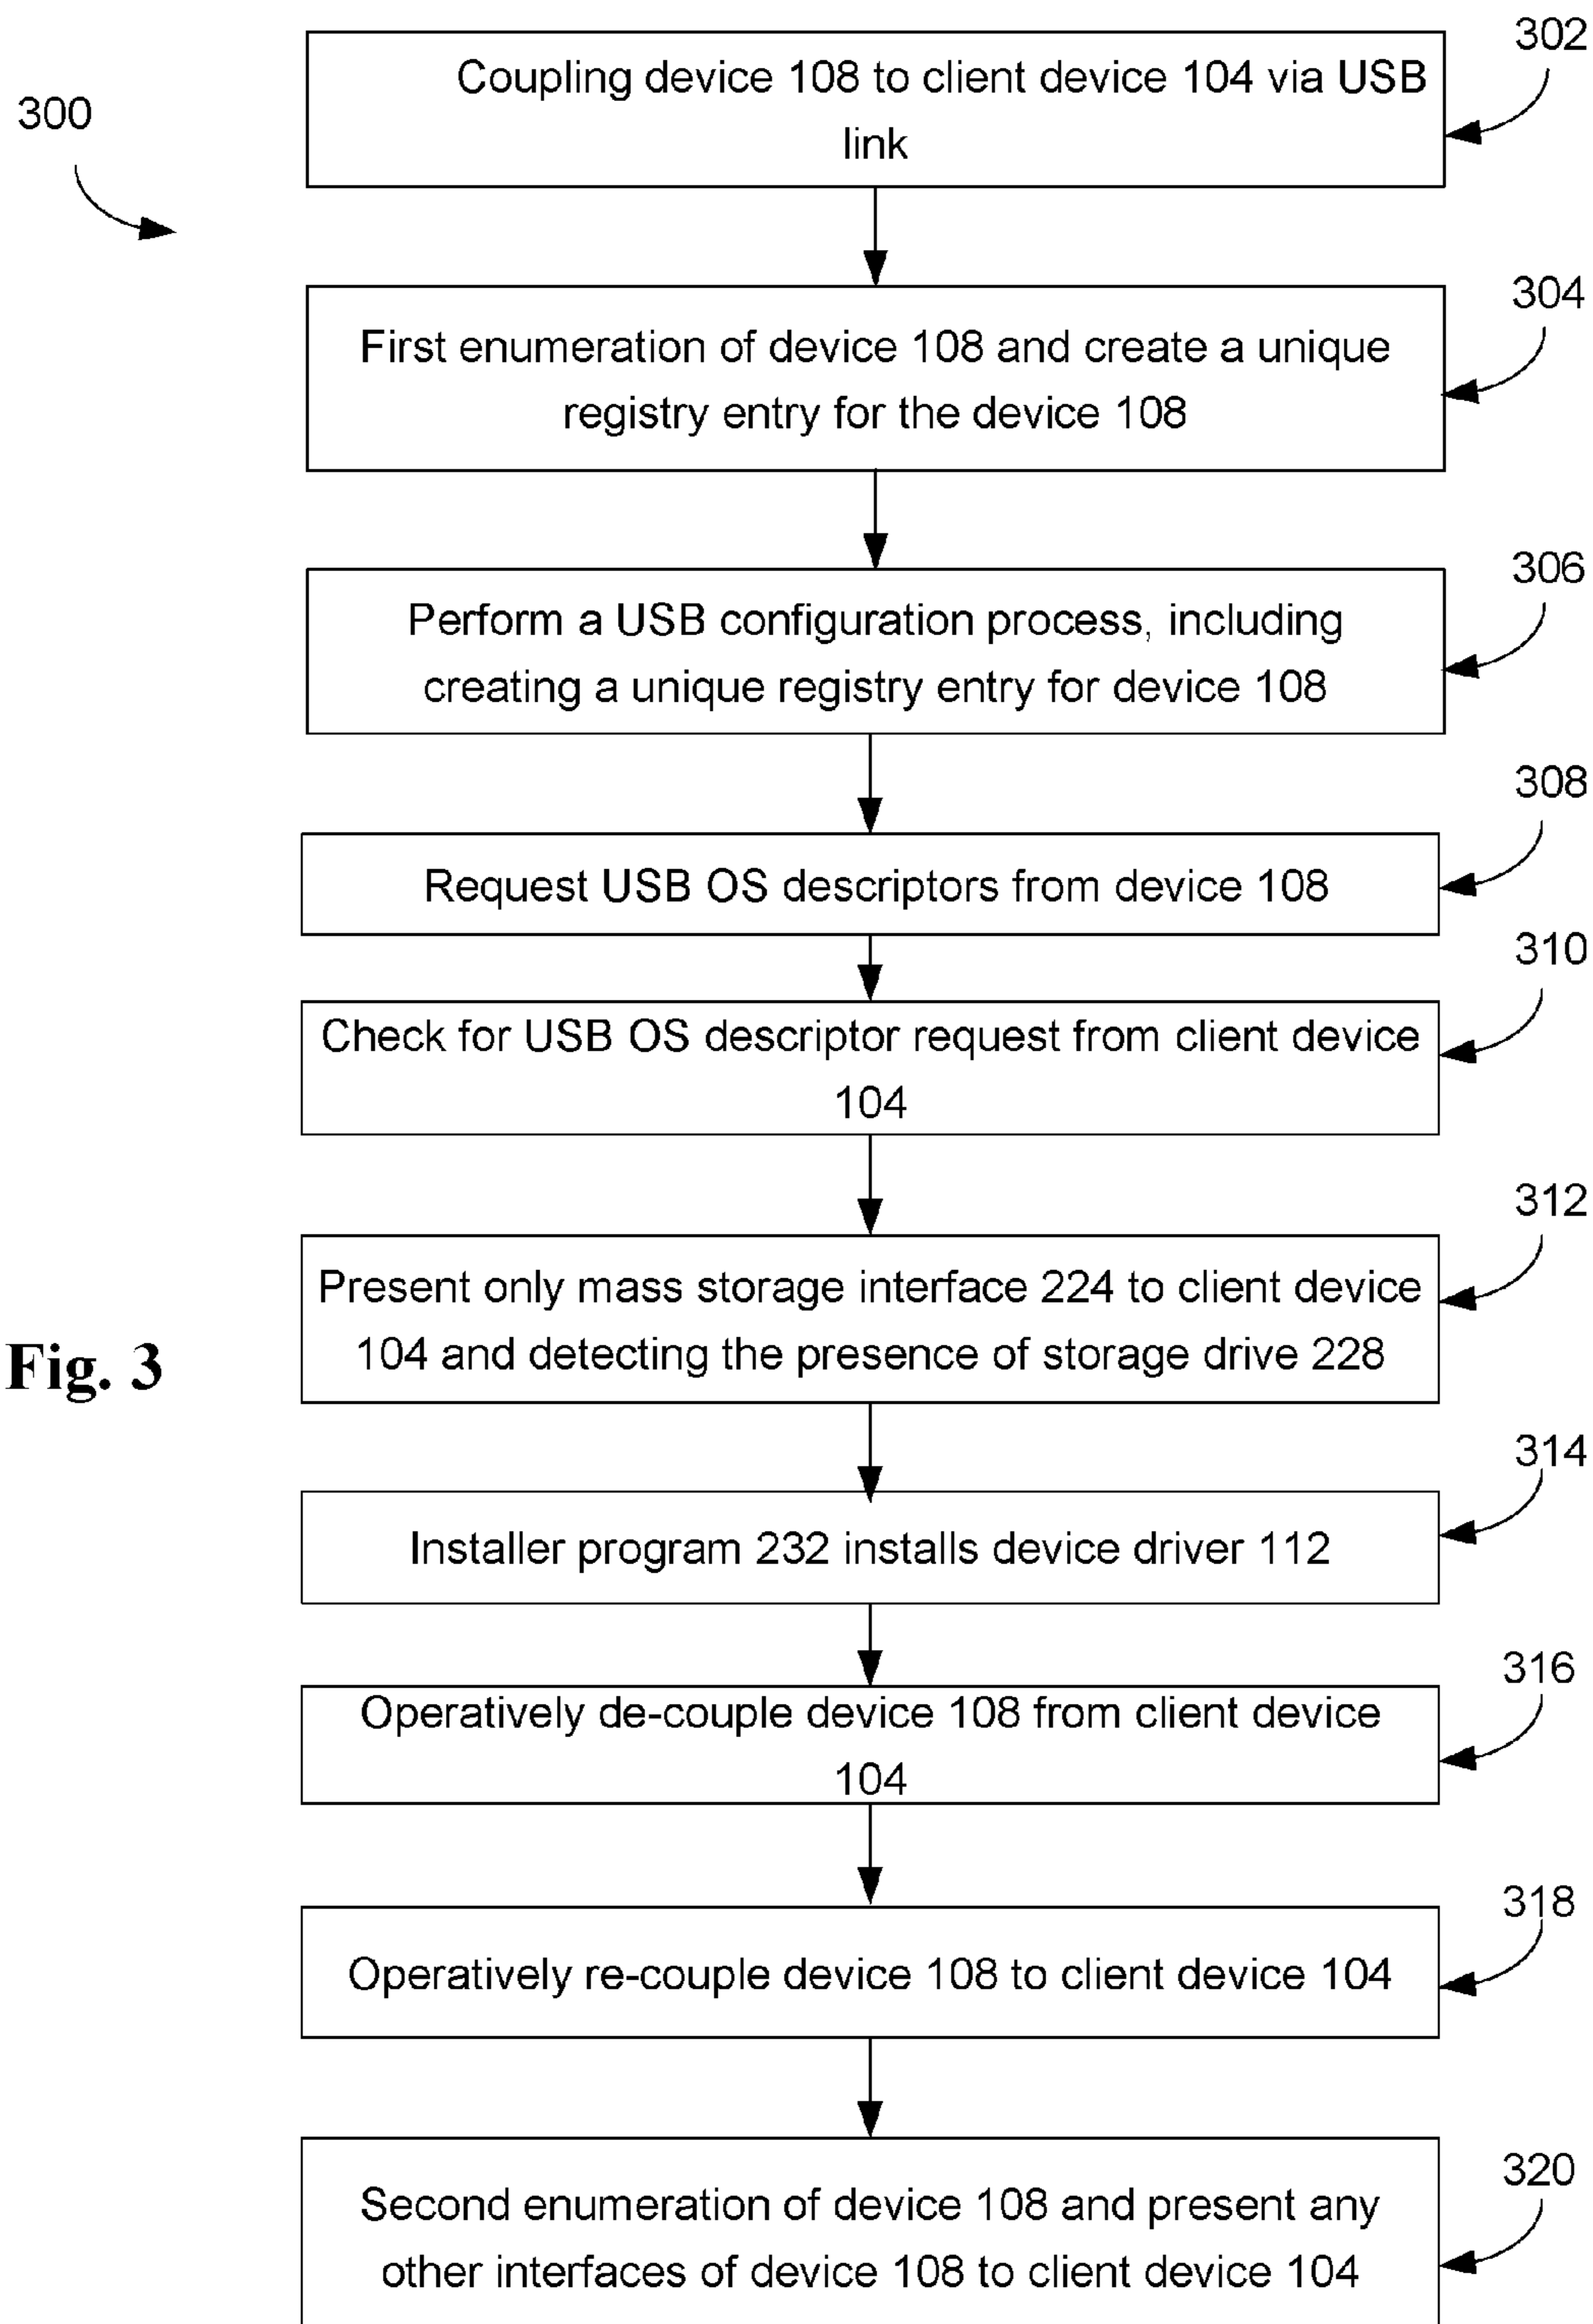 302
Coupling device 108 to client device 104 via USB
link
300
304
First enumeration of device 108 and create a unique
registry entry for the device 108
306
Perform a USB configuration process, including
creating a unique registry entry for device 108
308
Request USB OS descriptors from device 108
310
Check for USB OS descriptor request from client device
104
312
Present only mass storage interface 224 to client device
104 and detecting the presence of storage drive 228
Fig. 3
314
Installer program 232 installs device driver 112
316
Operatively de-couple device 108 from client device
104
318
Operatively re-couple device 108 to client device 104
320
Second enumeration of device 108 and present any
other interfaces of device 108 to client device 104